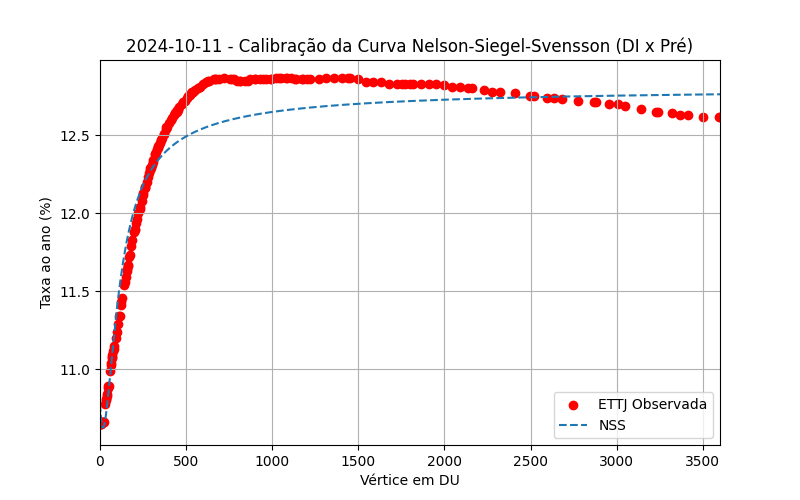 2024-10-11 - Calibração da Curva Nelson-Siegel-Svensson (DI x Pré)
Taxa ao ano (%)
12.5
12.0
11.5
11.0
ETTJ Observada
NSS
0 500 1000 1500 2000 2500 3000 3500
Vértice em DU